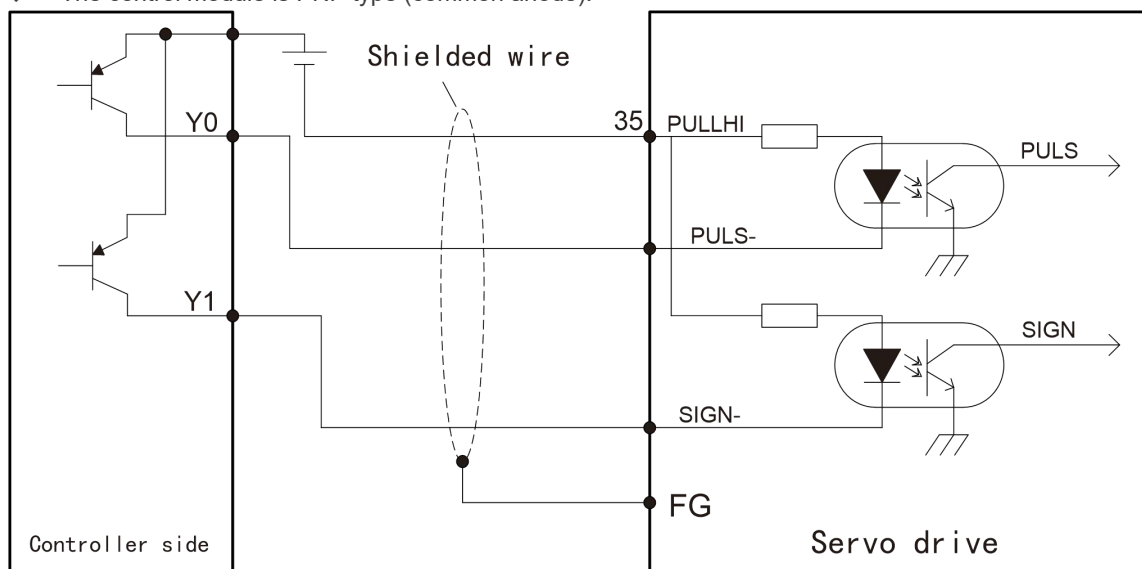 The control module is PNP type (common anode).
Shielded wire
Y0
35 PULLHI
PULS
PULS-
Y1
SIGN
SIGN-
FG
Controller side
Servo drive